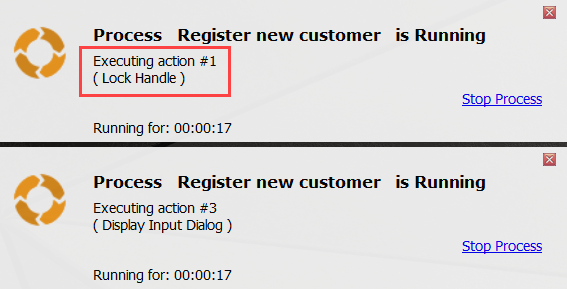 Process Register new customer is Running
Executing action #1
( Lock Handle )
Stop Process
Running for: 00:00:17
Process Register new customer is Running
Executing action #3
( Display Input Dialog )
Stop Process
Running for: 00:00:17